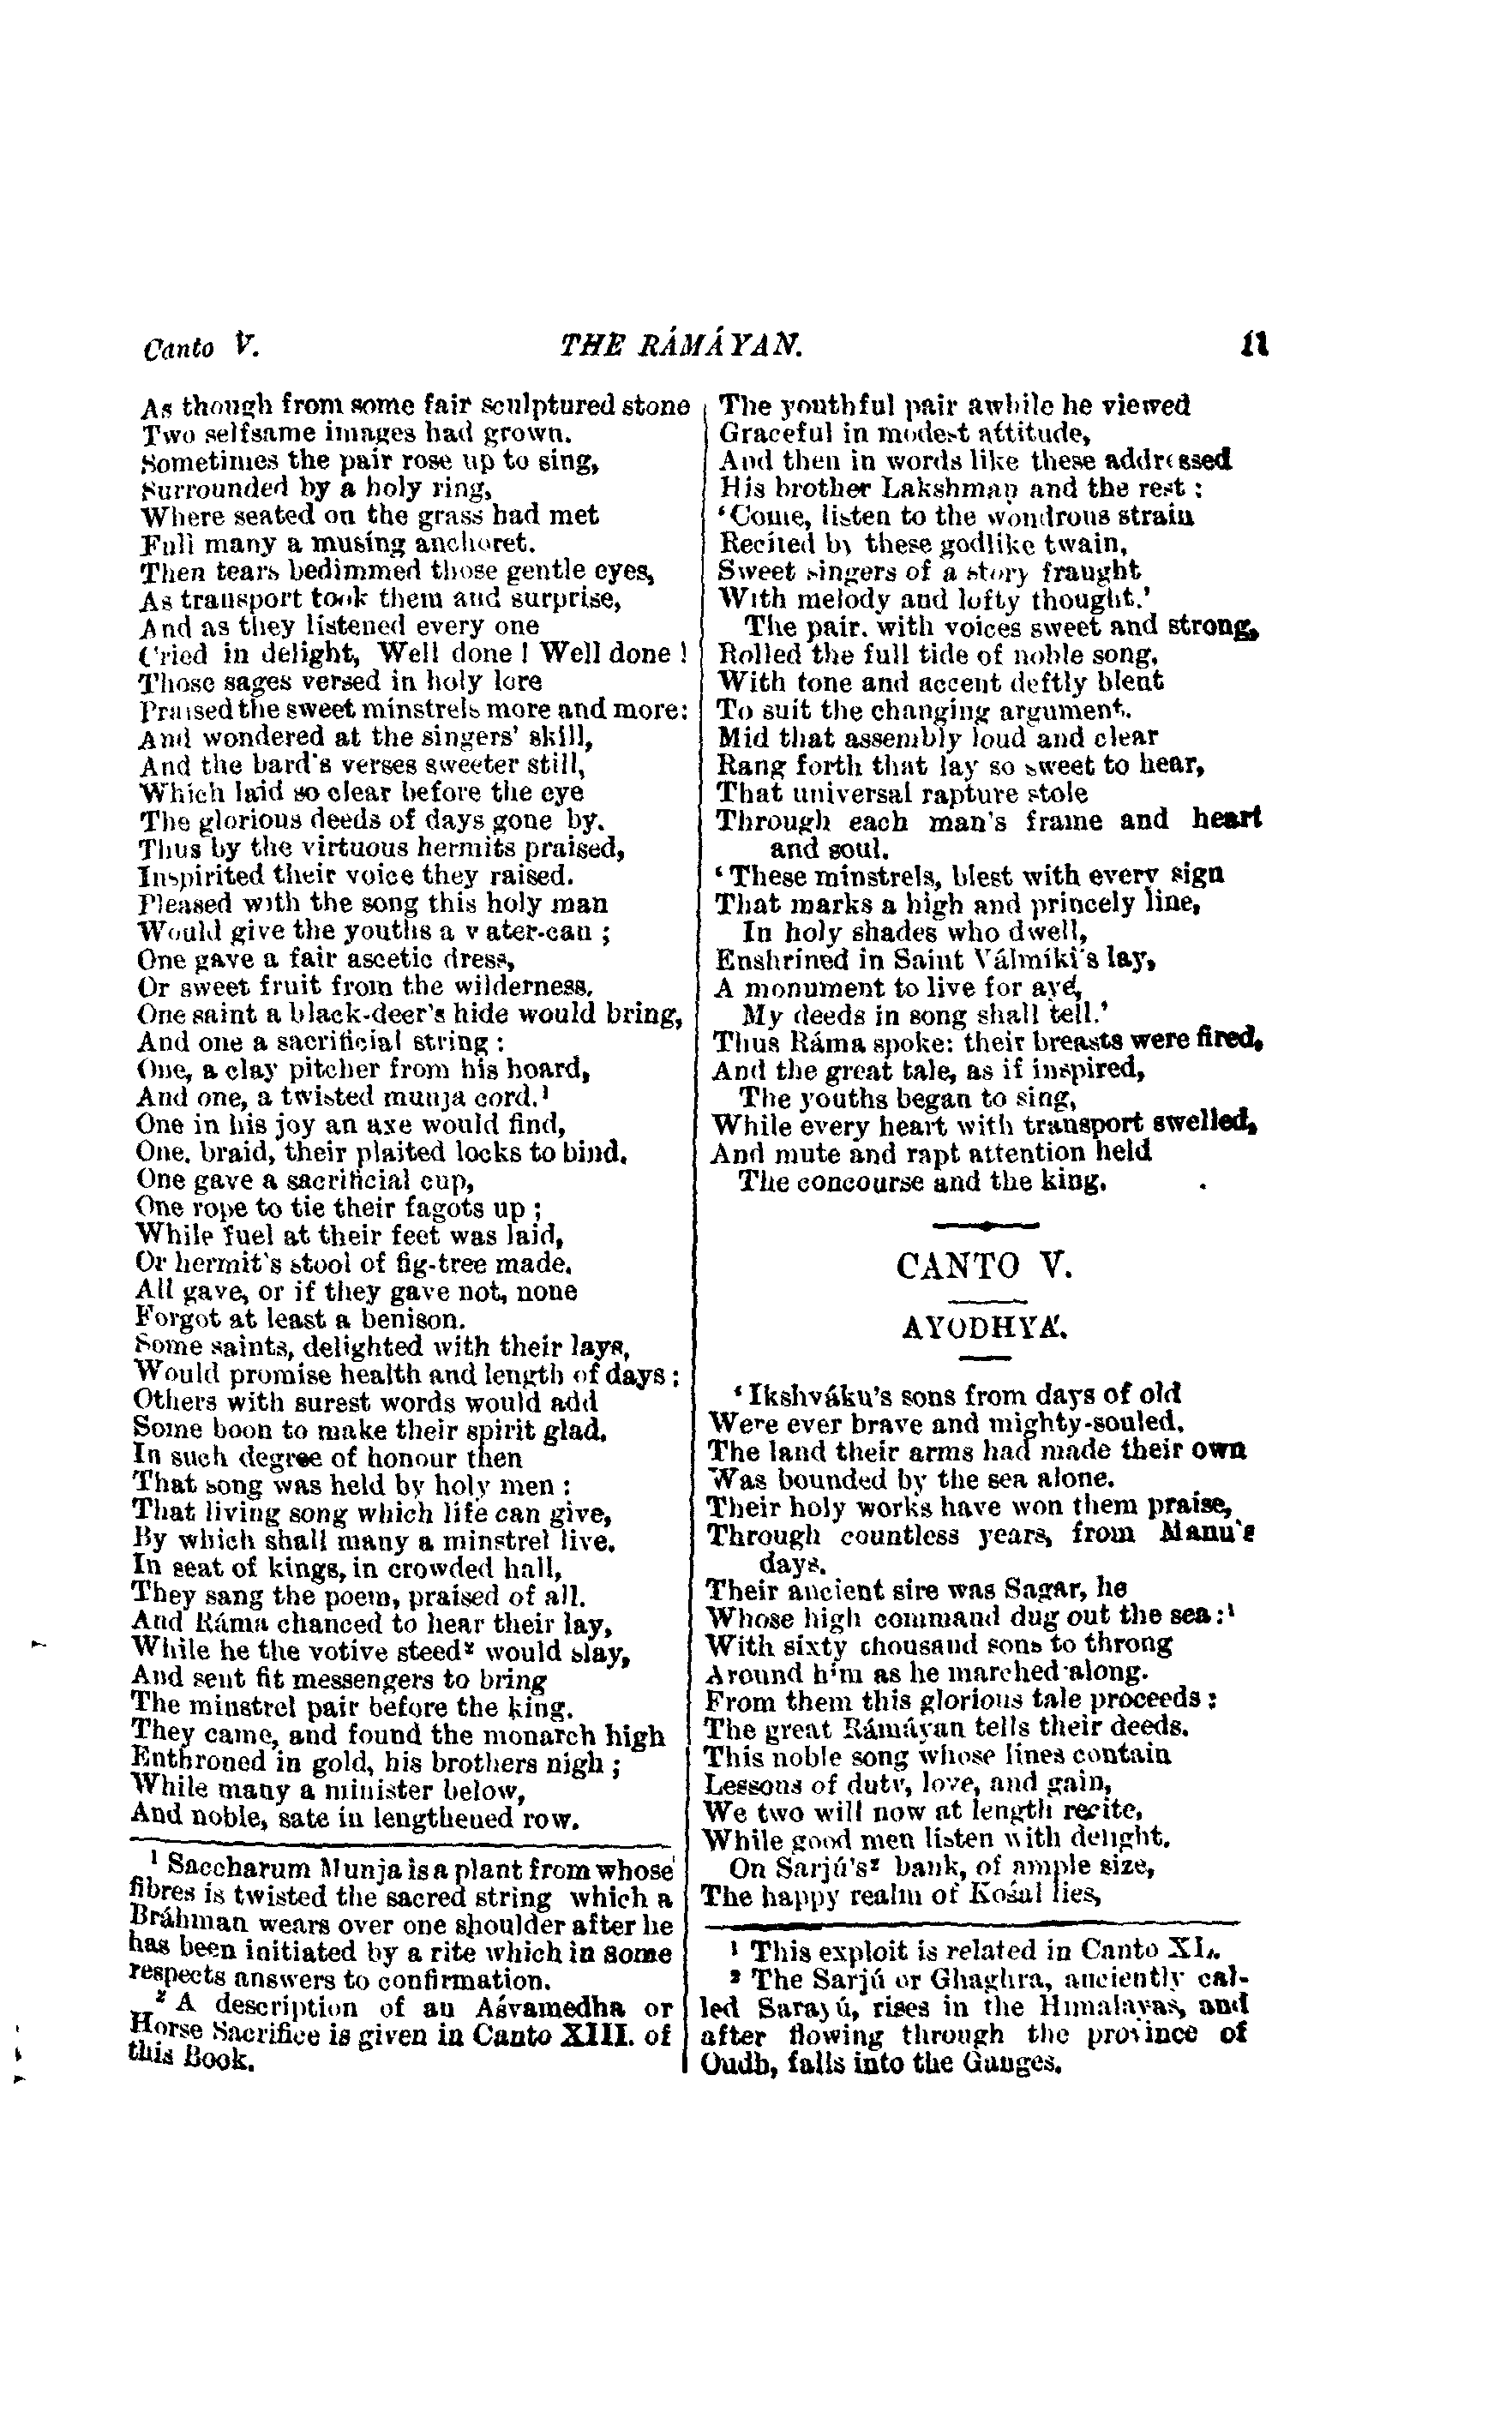 Canto V. THE RÁMÁYAN. 11
As though from some fair sculptured stone
Two selfsame images had grown.
Sometimes the pair rose up to sing,
Surrounded by a holy ring,
Where seated on the grass had met
Full many a musing anchoret.
Then tears bedimmed those gentle eyes,
As transport took them and surprise,
And as they listened every one
Cried in delight, Well done! Well done!
Those sages versed in holy lore
Praised the sweet minstrels more and more:
And wondered at the singers' skill,
And the bard's verses sweeter still,
Which laid so clear before the eye
The glorious deeds of days gone by.
Thus by the virtuous hermits praised,
Inspirited their voice they raised.
Pleased with the song this holy man
Would give the youths a water-can;
One gave a fair ascetic dress,
Or sweet fruit from the wilderness.
One saint a black-deer's hide would bring,
And one a sacrificial string:
One, a clay pitcher from his hoard,
And one, a twisted munja cord.¹
One in his joy an axe would find,
One, braid, their plaited locks to bind.
One gave a sacrificial cup,
One rope to tie their fagots up;
While fuel at their feet was laid,
Or hermit's stool of fig-tree made.
All gave, or if they gave not, none
Forgot at least a benison.
Some saints, delighted with their lays,
Would promise health and length of days;
Others with surest words would add
Some boon to make their spirit glad.
In such degree of honour then
That song was held by holy men:
That living song which life can give,
By which shall many a minstrel live.
In seat of kings, in crowded hall,
They sang the poem, praised of all.
And Ráma chanced to hear their lay,
While he the votive steed² would slay,
And sent fit messengers to bring
The minstrel pair before the king.
They came, and found the monarch high
Enthroned in gold, his brothers nigh;
While many a minister below,
And noble, sate in lengthened row.
¹ Saccharum Munja is a plant from whose
fibres is twisted the sacred string which a
Bráhman wears over one shoulder after he
has been initiated by a rite which in some
respects answers to confirmation.
² A description of an Aśvamedha or
Horse Sacrifice is given in Canto XIII. of
this Book.
The youthful pair awhile he viewed
Graceful in modest attitude,
And then in words like these addressed
His brother Lakshmaṇ and the rest:
'Come, listen to the wondrous strain
Recited by these godlike twain,
Sweet singers of a story fraught
With melody and lofty thought.'
The pair, with voices sweet and strong,
Rolled the full tide of noble song,
With tone and accent deftly blent
To suit the changing argument.
Mid that assembly loud and clear
Rang forth that lay so sweet to hear,
That universal rapture stole
Through each man's frame and heart
and soul.
'These minstrels, blest with every sign
That marks a high and princely line,
In holy shades who dwell,
Enshrined in Saint Válmíki's lay,
A monument to live for aye,
My deeds in song shall tell.'
Thus Ráma spoke: their breasts were fired,
And the great tale, as if inspired,
The youths began to sing,
While every heart with transport swelled,
And mute and rapt attention held
The concourse and the king.
CANTO V.
AYODHYÁ.
'Ikshváku's sons from days of old
Were ever brave and mighty-souled.
The land their arms had made their own
Was bounded by the sea alone.
Their holy works have won them praise,
Through countless years, from Manu's
days.
Their ancient sire was Sagar, he
Whose high command dug out the sea:¹
With sixty thousand sons to throng
Around him as he marched along.
From them this glorious tale proceeds:
The great Rámáyan tells their deeds.
This noble song whose lines contain
Lessons of duty, love, and gain,
We two will now at length recite,
While good men listen with delight.
On Sarjú's² bank, of ample size,
The happy realm of Kośal lies,
¹ This exploit is related in Canto XL.
² The Sarjú or Ghaghra, anciently cal-
led Sarayú, rises in the Himalayas, and
after flowing through the province of
Oudh, falls into the Ganges.